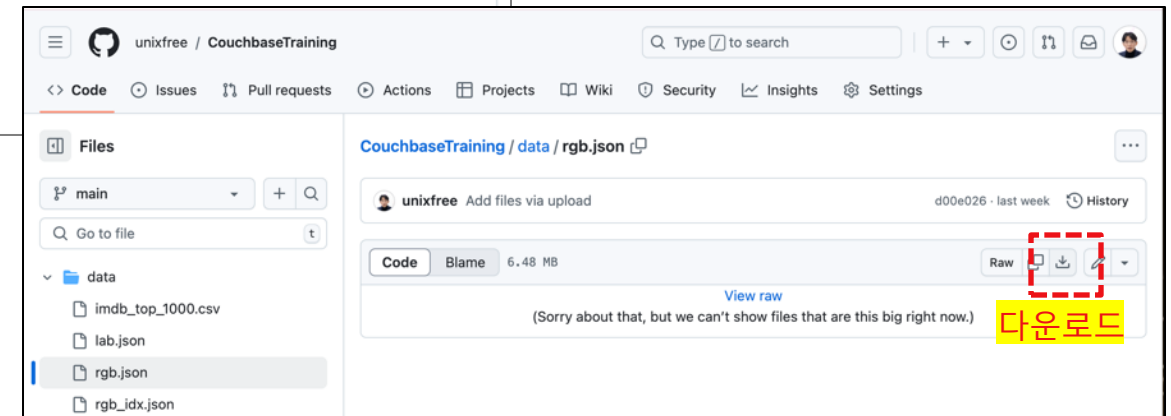 unixfree / CouchbaseTraining
Type / to search
Code
Issues
Pull requests
Actions
Projects
Wiki
Security
Insights
Settings
Files
main
Go to file
t
data
imdb_top_1000.csv
lab.json
rgb.json
rgb_idx.json
CouchbaseTraining / data / rgb.json
unixfree Add files via upload
d00e026 · last week
History
Code
Blame
6.48 MB
Raw
View raw
(Sorry about that, but we can't show files that are this big right now.)
다운로드